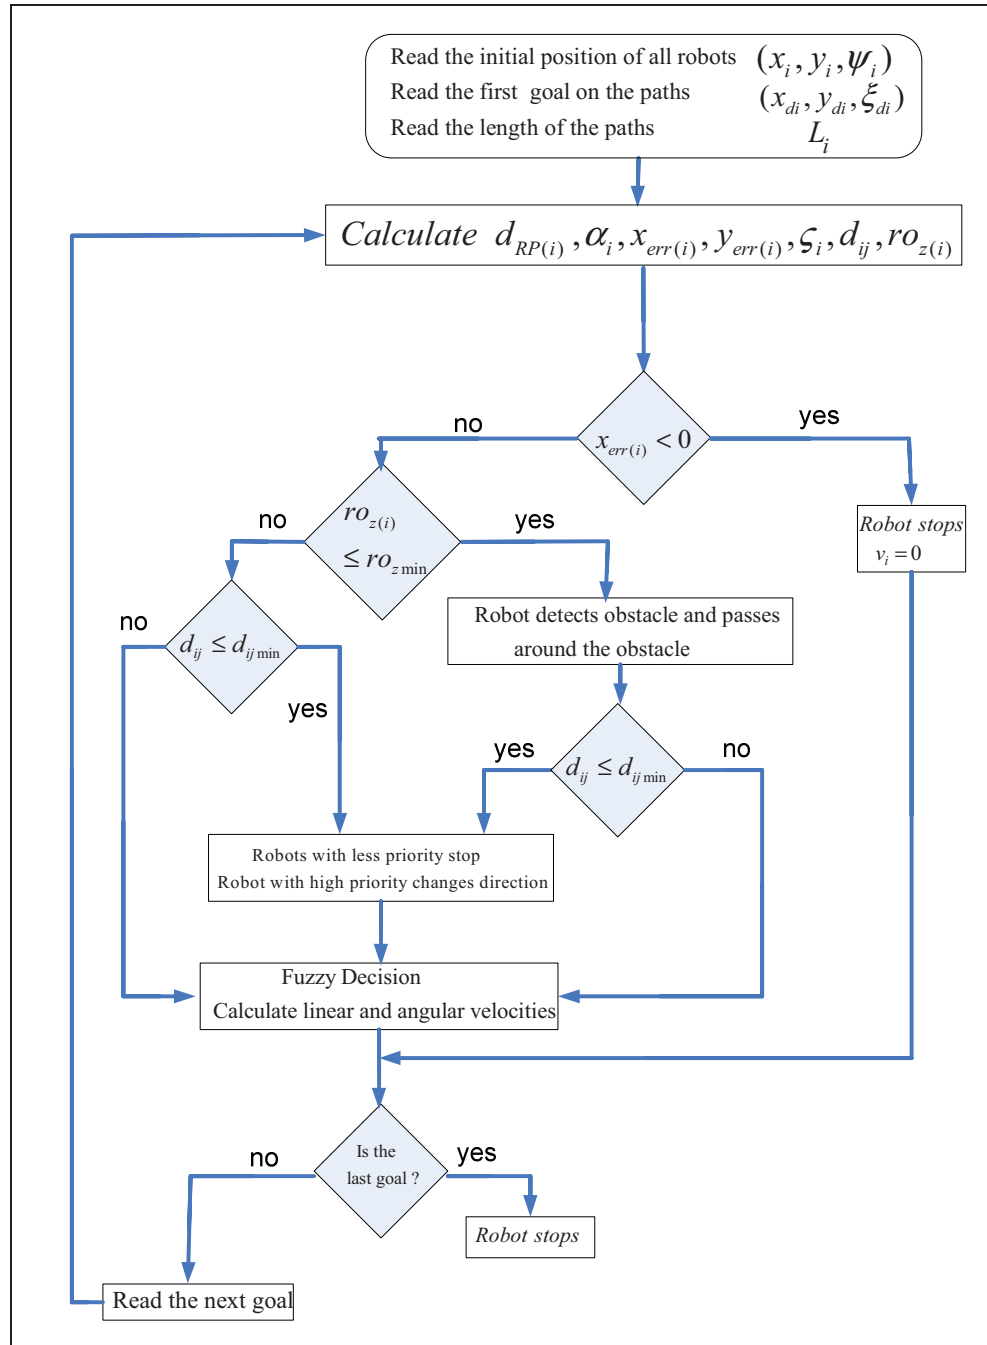 Read the initial position of all robots (x_i, y_i, ψ_i)
Read the first goal on the paths (x_di, y_di, ξ_di)
Read the length of the paths L_i
Calculate d_RP(i), α_i, x_err(i), y_err(i), ς_i, d_ij, ro_z(i)
no
yes
x_err(i) < 0
no
ro_z(i)
≤ ro_z min
yes
Robot stops
v_i = 0
Robot detects obstacle and passes
around the obstacle
no
d_ij ≤ d_ij min
yes
yes
d_ij ≤ d_ij min
no
Robots with less priority stop
Robot with high priority changes direction
Fuzzy Decision
Calculate linear and angular velocities
no
Is the
last goal ?
yes
Robot stops
Read the next goal